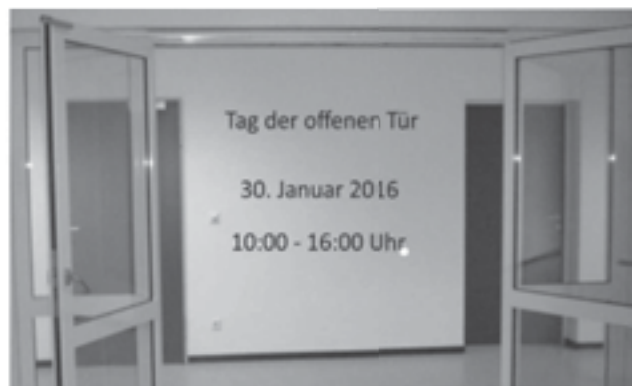 Tag der offenen Tür
30. Januar 2016
10:00 - 16:00 Uhr